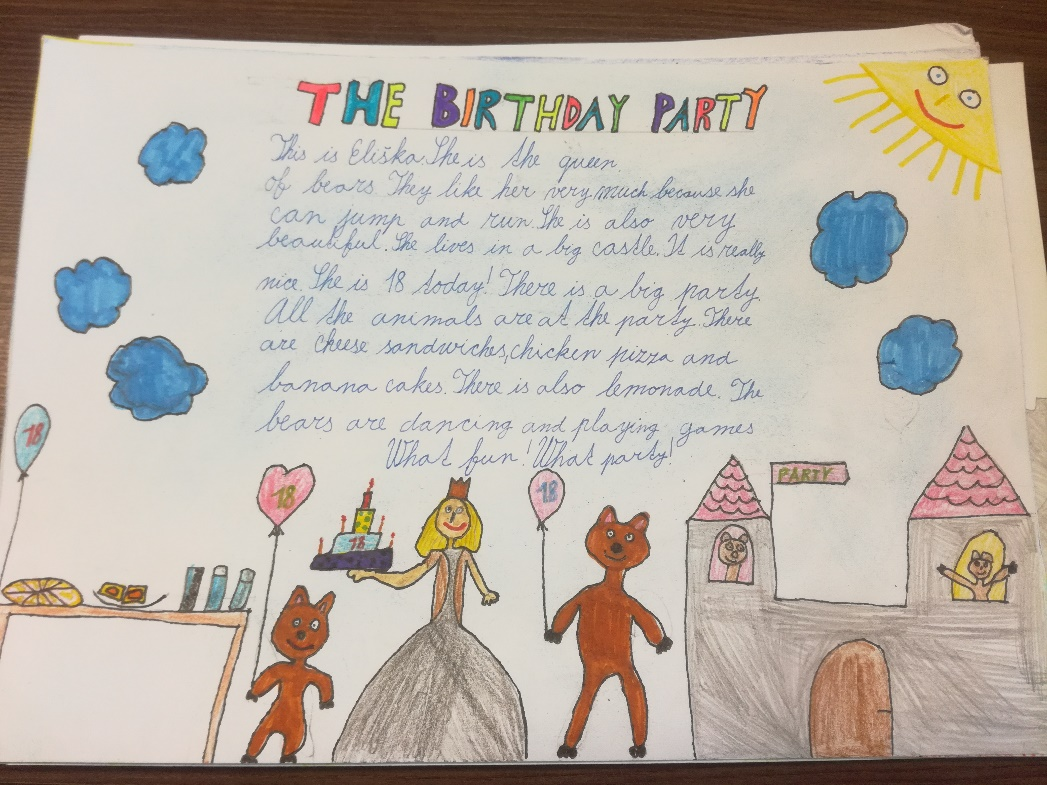 THE BIRTHDAY PARTY
This is Eliška. She is the queen
of bears. They like her very much because she
can jump and run. She is also very
beautiful. She lives in a big castle. It is really
nice. She is 18 today! There is a big party.
All the animals are at the party. There
are cheese sandwiches, chicken pizza and
banana cakes. There is also lemonade. The
bears are dancing and playing games
What fun! What party!
18
18
18
18
PARTY